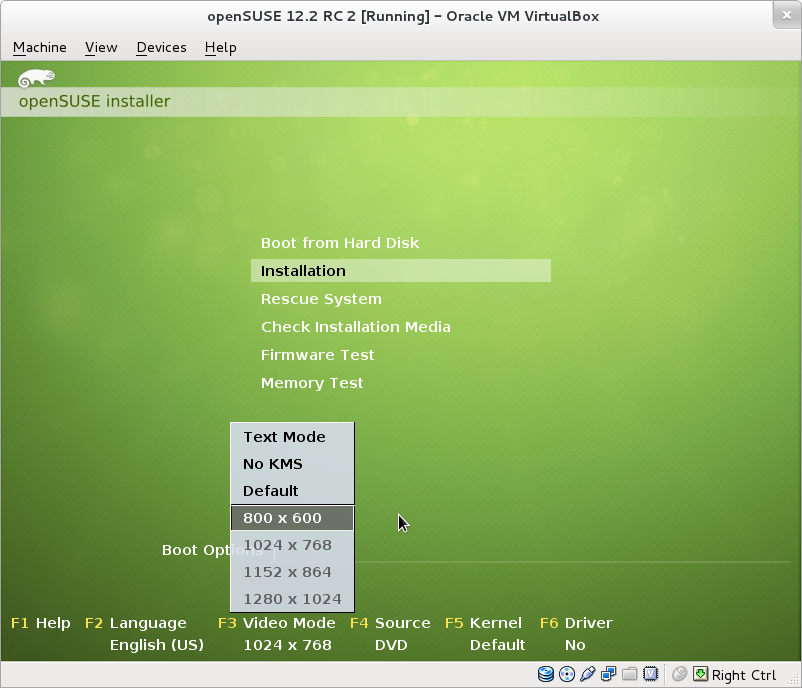 openSUSE 12.2 RC 2 [Running] – Oracle VM VirtualBox
Machine View Devices Help
openSUSE installer
Boot from Hard Disk
Installation
Rescue System
Check Installation Media
Firmware Test
Memory Test
Text Mode
No KMS
Default
800 x 600
1024 x 768
Boot Options
1152 x 864
1280 x 1024
F1 Help F2 Language F3 Video Mode F4 Source F5 Kernel F6 Driver
English (US) 1024 x 768 DVD Default No
Right Ctrl